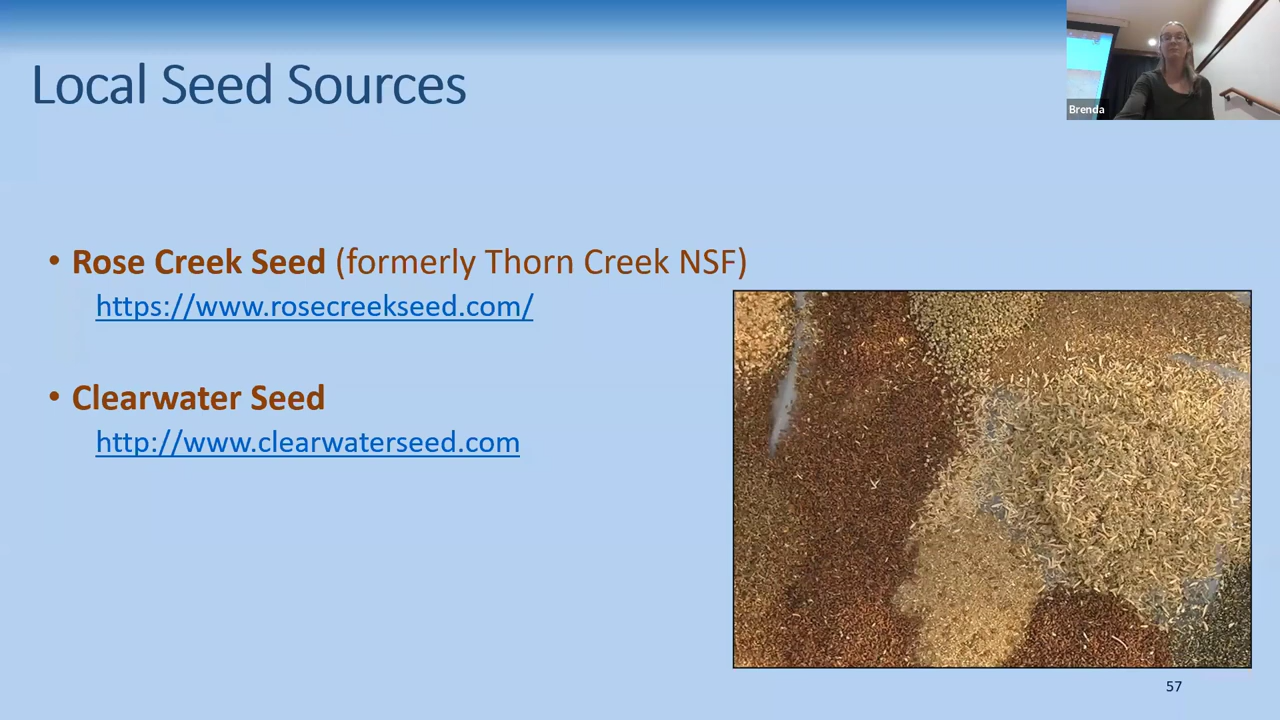 Local Seed Sources
Brenda
• Rose Creek Seed (formerly Thorn Creek NSF)
https://www.rosecreekseed.com/
• Clearwater Seed
http://www.clearwaterseed.com
57